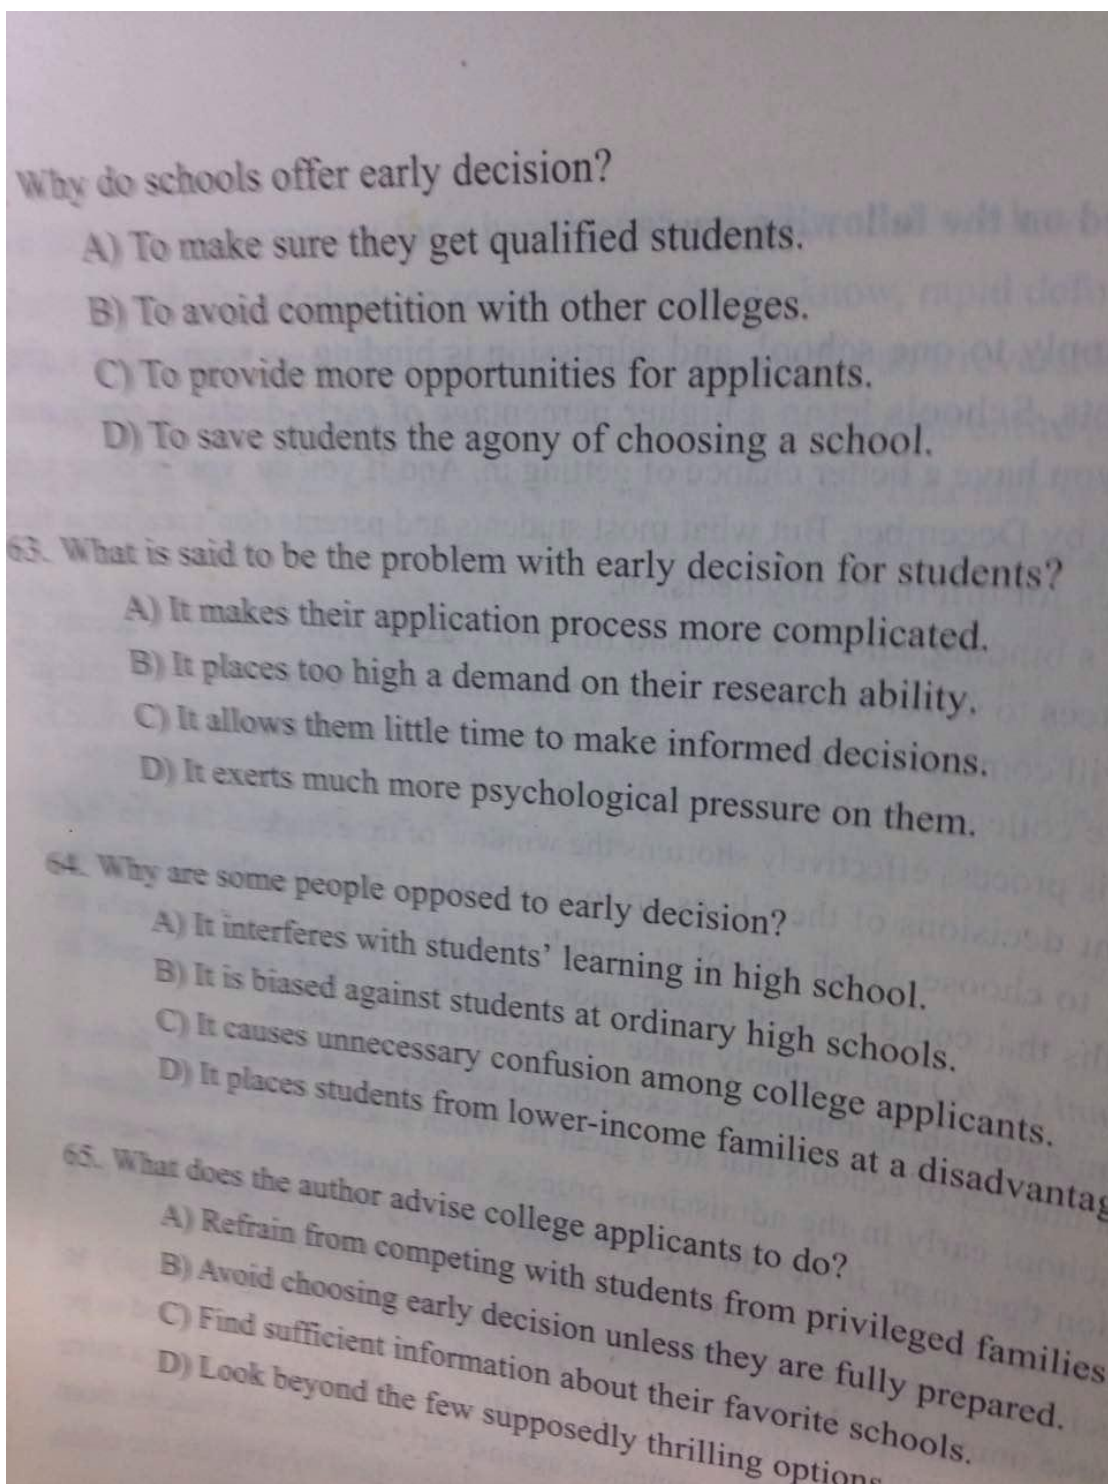 Why do schools offer early decision?
A) To make sure they get qualified students.
B) To avoid competition with other colleges.
C) To provide more opportunities for applicants.
D) To save students the agony of choosing a school.
63. What is said to be the problem with early decision for students?
A) It makes their application process more complicated.
B) It places too high a demand on their research ability.
C) It allows them little time to make informed decisions.
D) It exerts much more psychological pressure on them.
64. Why are some people opposed to early decision?
A) It interferes with students' learning in high school.
B) It is biased against students at ordinary high schools.
C) It causes unnecessary confusion among college applicants.
D) It places students from lower-income families at a disadvantag
65. What does the author advise college applicants to do?
A) Refrain from competing with students from privileged families
B) Avoid choosing early decision unless they are fully prepared.
C) Find sufficient information about their favorite schools.
D) Look beyond the few supposedly thrilling options